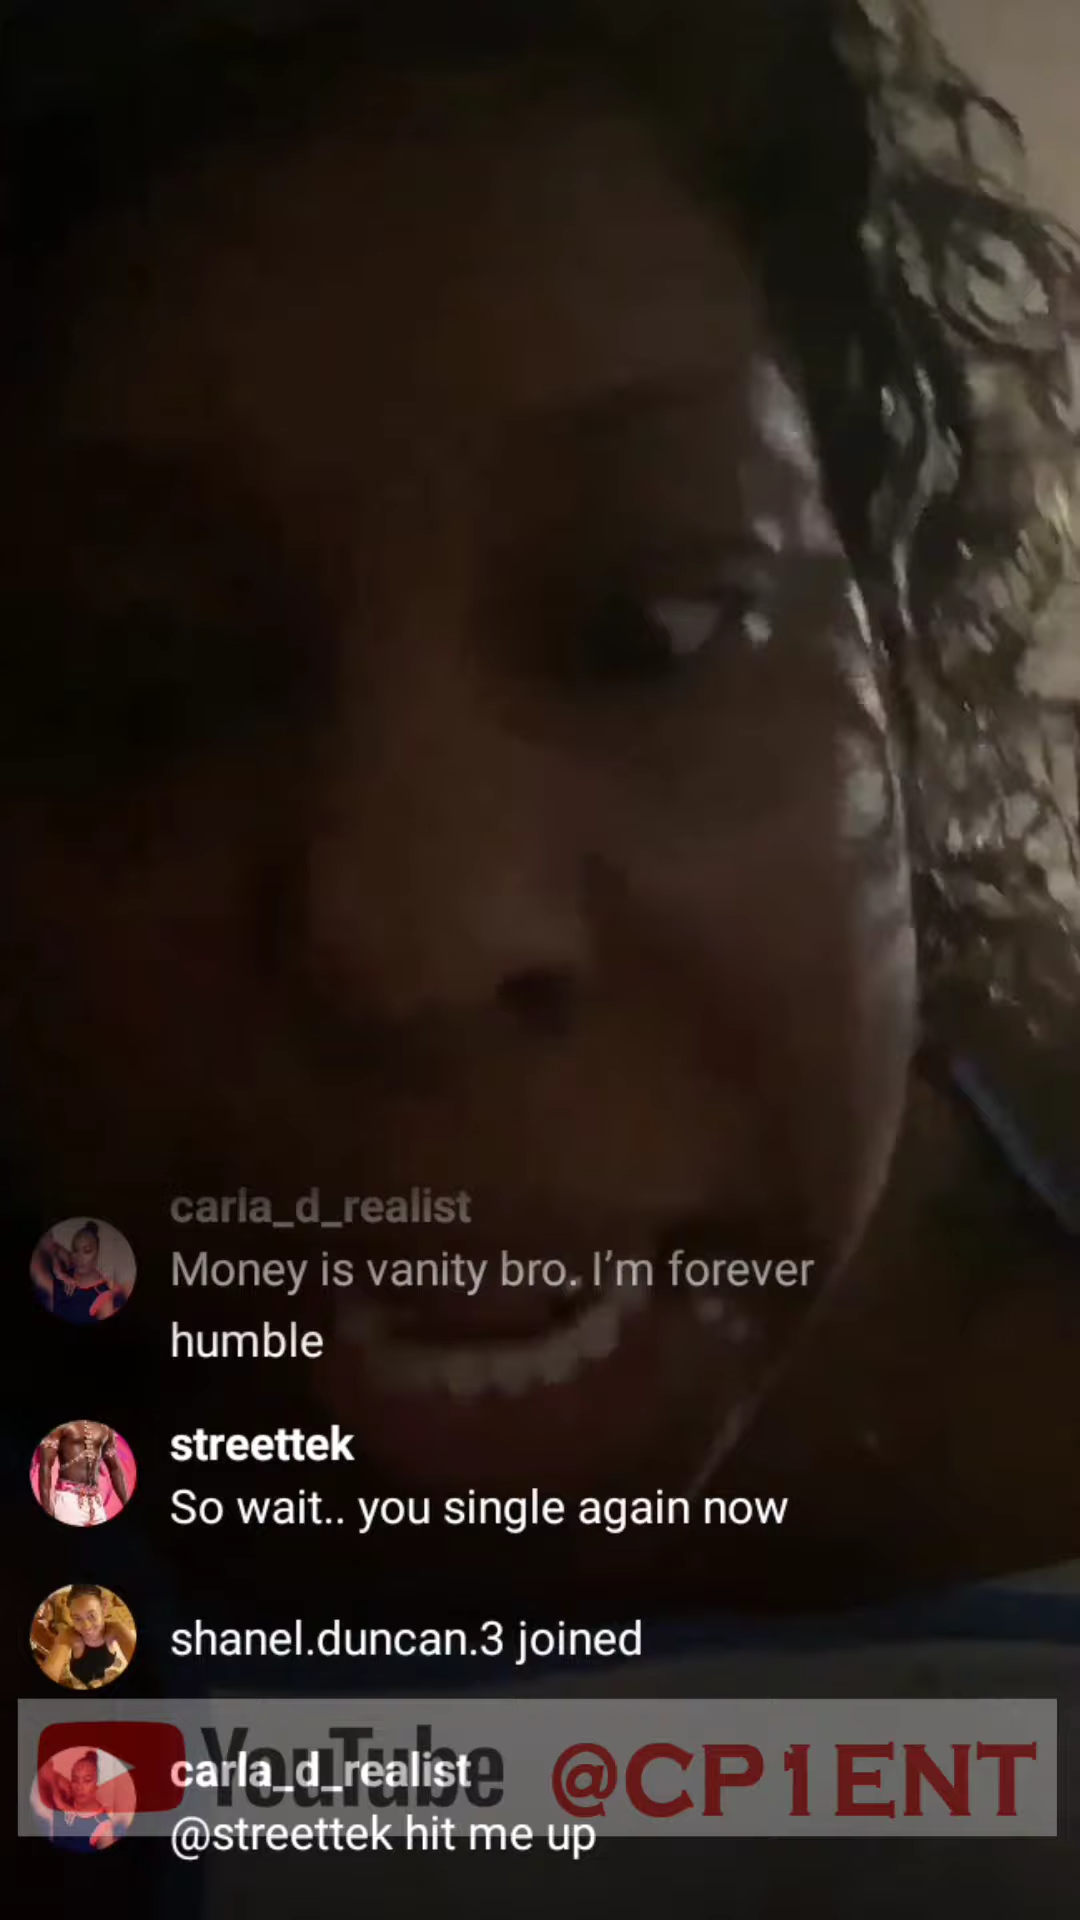 carla_d_realist
Money is vanity bro. I'm forever
humble
streettek
So wait.. you single again now
shanel.duncan.3 joined
YouTube @CP1ENT
carla_d_realist
@streettek hit me up